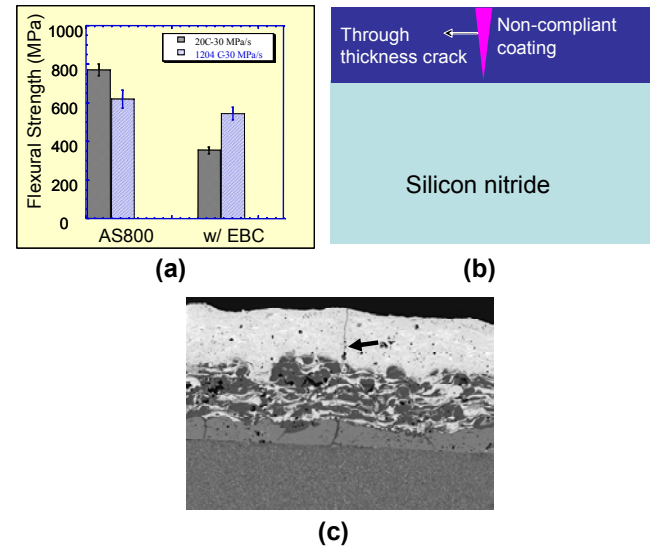 Flexural Strength (MPa)
1000
800
600
400
200
0
20C-30 MPa/s
1204 C-30 MPa/s
AS800
w/ EBC
(a)
Through
thickness crack
Non-compliant
coating
Silicon nitride
(b)
(c)